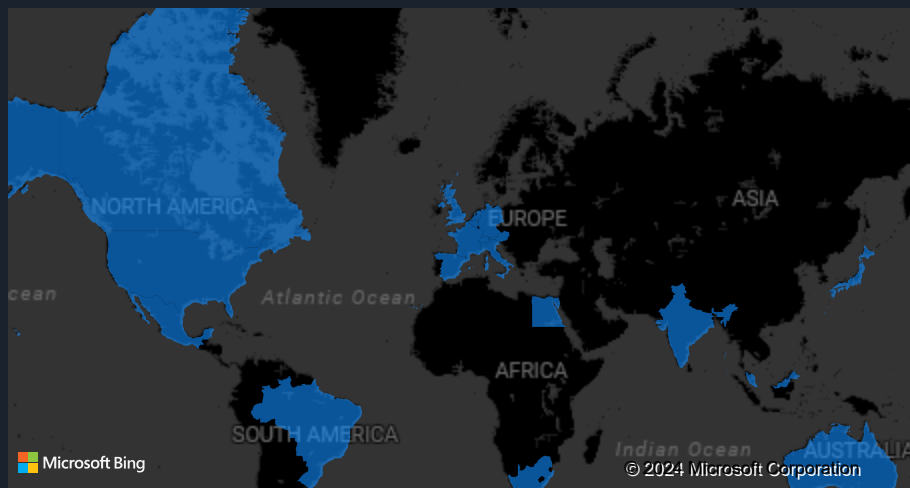 NORTH AMERICA
EUROPE
ASIA
cean
Atlantic Ocean
AFRICA
SOUTH AMERICA
Indian Ocean
AUSTRALIA
Microsoft Bing
© 2024 Microsoft Corporation